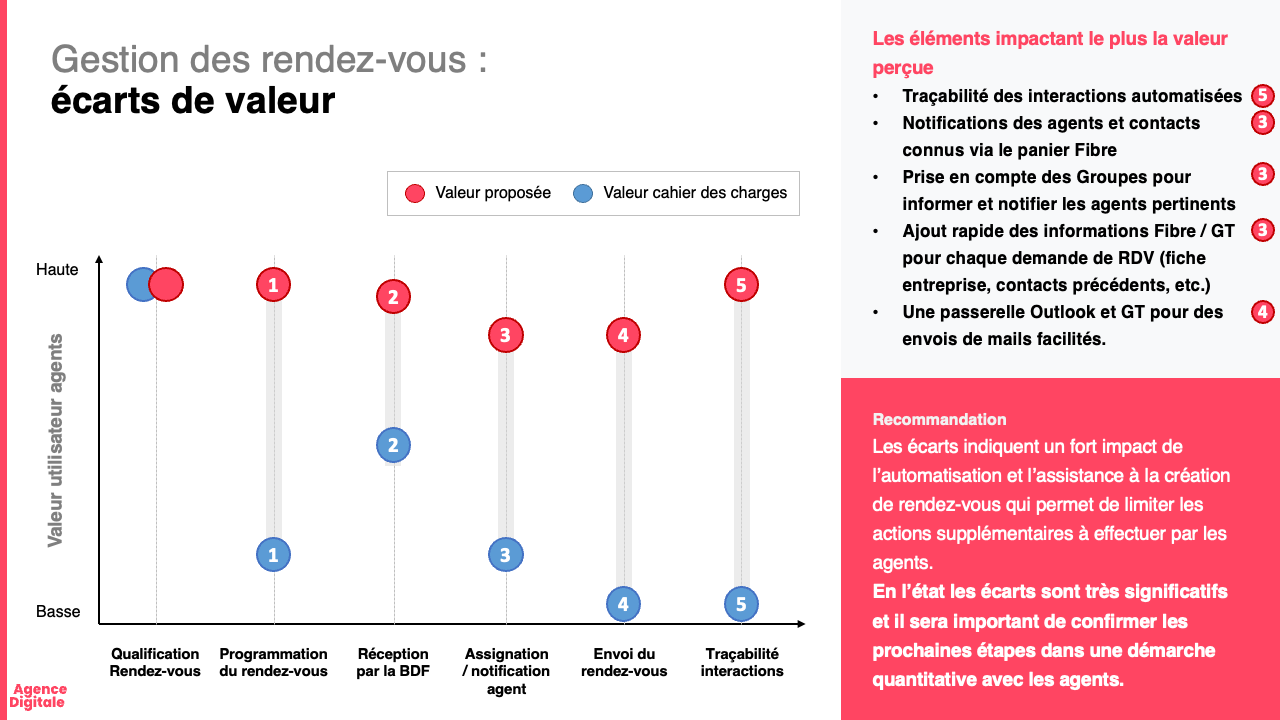 Gestion des rendez-vous :
écarts de valeur
Valeur proposée
Valeur cahier des charges
Haute
Valeur utilisateur agents
Basse
1
2
3
4
5
1
2
3
4
5
Qualification
Rendez-vous
Programmation
du rendez-vous
Réception
par la BDF
Assignation
/ notification
agent
Envoi du
rendez-vous
Traçabilité
interactions
Agence
Digitale
Les éléments impactant le plus la valeur
perçue
• Traçabilité des interactions automatisées 5
• Notifications des agents et contacts 3
connus via le panier Fibre
• Prise en compte des Groupes pour 3
informer et notifier les agents pertinents
• Ajout rapide des informations Fibre / GT 3
pour chaque demande de RDV (fiche
entreprise, contacts précédents, etc.)
• Une passerelle Outlook et GT pour des 4
envois de mails facilités.
Recommandation
Les écarts indiquent un fort impact de
l’automatisation et l’assistance à la création
de rendez-vous qui permet de limiter les
actions supplémentaires à effectuer par les
agents.
En l’état les écarts sont très significatifs
et il sera important de confirmer les
prochaines étapes dans une démarche
quantitative avec les agents.